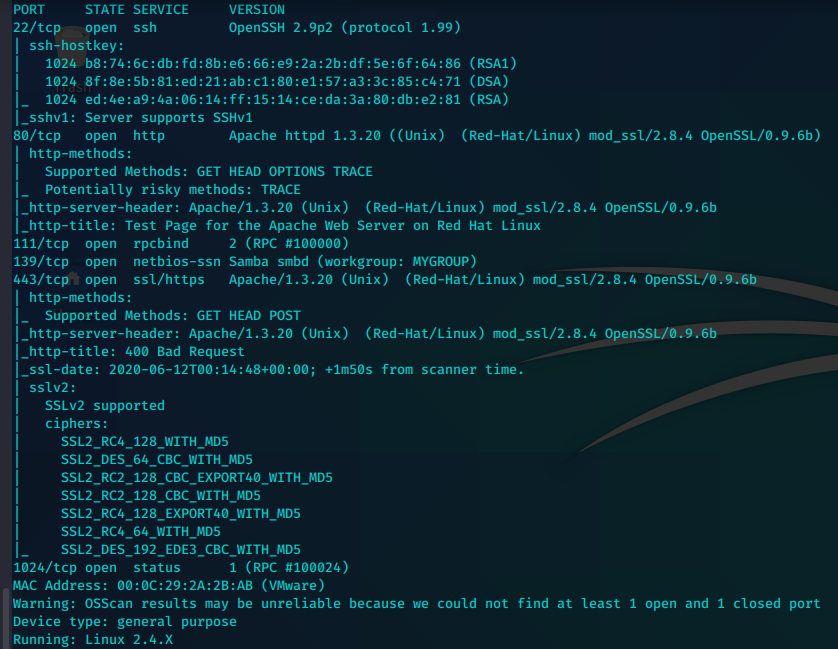 PORT     STATE SERVICE     VERSION
22/tcp   open  ssh         OpenSSH 2.9p2 (protocol 1.99)
| ssh-hostkey:
|   1024 b8:74:6c:db:fd:8b:e6:66:e9:2a:2b:df:5e:6f:64:86 (RSA1)
|   1024 8f:8e:5b:81:ed:21:ab:c1:80:e1:57:a3:3c:85:c4:71 (DSA)
|_  1024 ed:4e:a9:4a:06:14:ff:15:14:ce:da:3a:80:db:e2:81 (RSA)
|_sshv1: Server supports SSHv1
80/tcp   open  http        Apache httpd 1.3.20 ((Unix)  (Red-Hat/Linux) mod_ssl/2.8.4 OpenSSL/0.9.6b)
| http-methods:
|   Supported Methods: GET HEAD OPTIONS TRACE
|_  Potentially risky methods: TRACE
|_http-server-header: Apache/1.3.20 (Unix)  (Red-Hat/Linux) mod_ssl/2.8.4 OpenSSL/0.9.6b
|_http-title: Test Page for the Apache Web Server on Red Hat Linux
111/tcp  open  rpcbind     2 (RPC #100000)
139/tcp  open  netbios-ssn Samba smbd (workgroup: MYGROUP)
443/tcp  open  ssl/https   Apache/1.3.20 (Unix)  (Red-Hat/Linux) mod_ssl/2.8.4 OpenSSL/0.9.6b
| http-methods:
|_  Supported Methods: GET HEAD POST
|_http-server-header: Apache/1.3.20 (Unix)  (Red-Hat/Linux) mod_ssl/2.8.4 OpenSSL/0.9.6b
|_http-title: 400 Bad Request
|_ssl-date: 2020-06-12T00:14:48+00:00; +1m50s from scanner time.
| sslv2:
|   SSLv2 supported
|   ciphers:
|     SSL2_RC4_128_WITH_MD5
|     SSL2_DES_64_CBC_WITH_MD5
|     SSL2_RC2_128_CBC_EXPORT40_WITH_MD5
|     SSL2_RC2_128_CBC_WITH_MD5
|     SSL2_RC4_128_EXPORT40_WITH_MD5
|     SSL2_RC4_64_WITH_MD5
|_    SSL2_DES_192_EDE3_CBC_WITH_MD5
1024/tcp open  status      1 (RPC #100024)
MAC Address: 00:0C:29:2A:2B:AB (VMware)
Warning: OSScan results may be unreliable because we could not find at least 1 open and 1 closed port
Device type: general purpose
Running: Linux 2.4.X